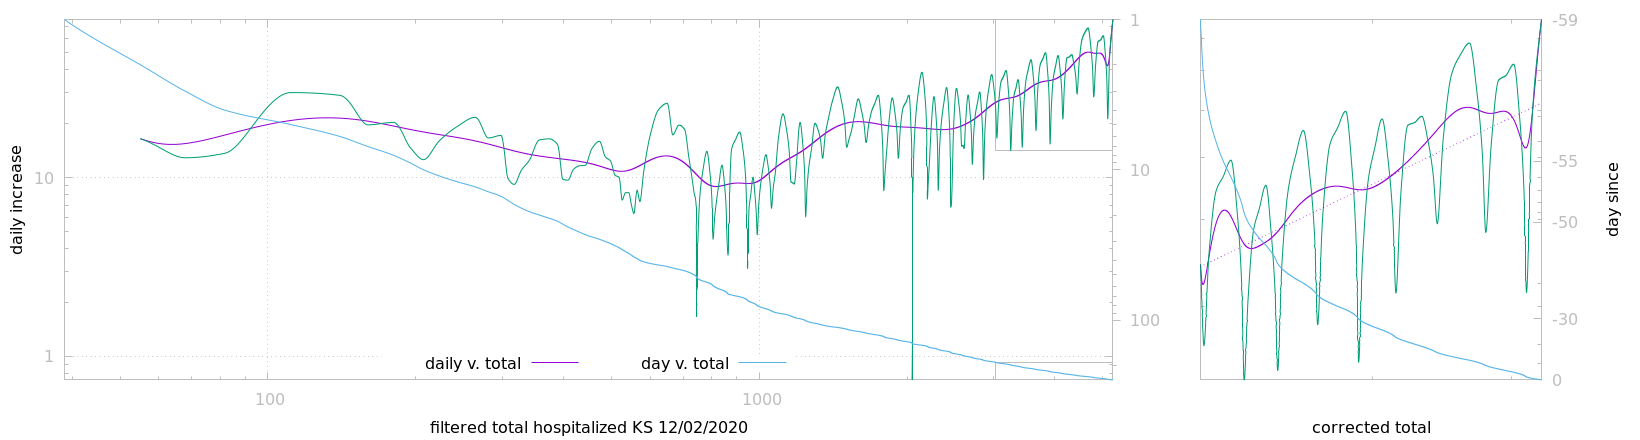 daily increase
10
1
100
1000
daily v. total
day v. total
filtered total hospitalized KS 12/02/2020
1
10
100
-59
-55
-50
-30
0
day since
corrected total